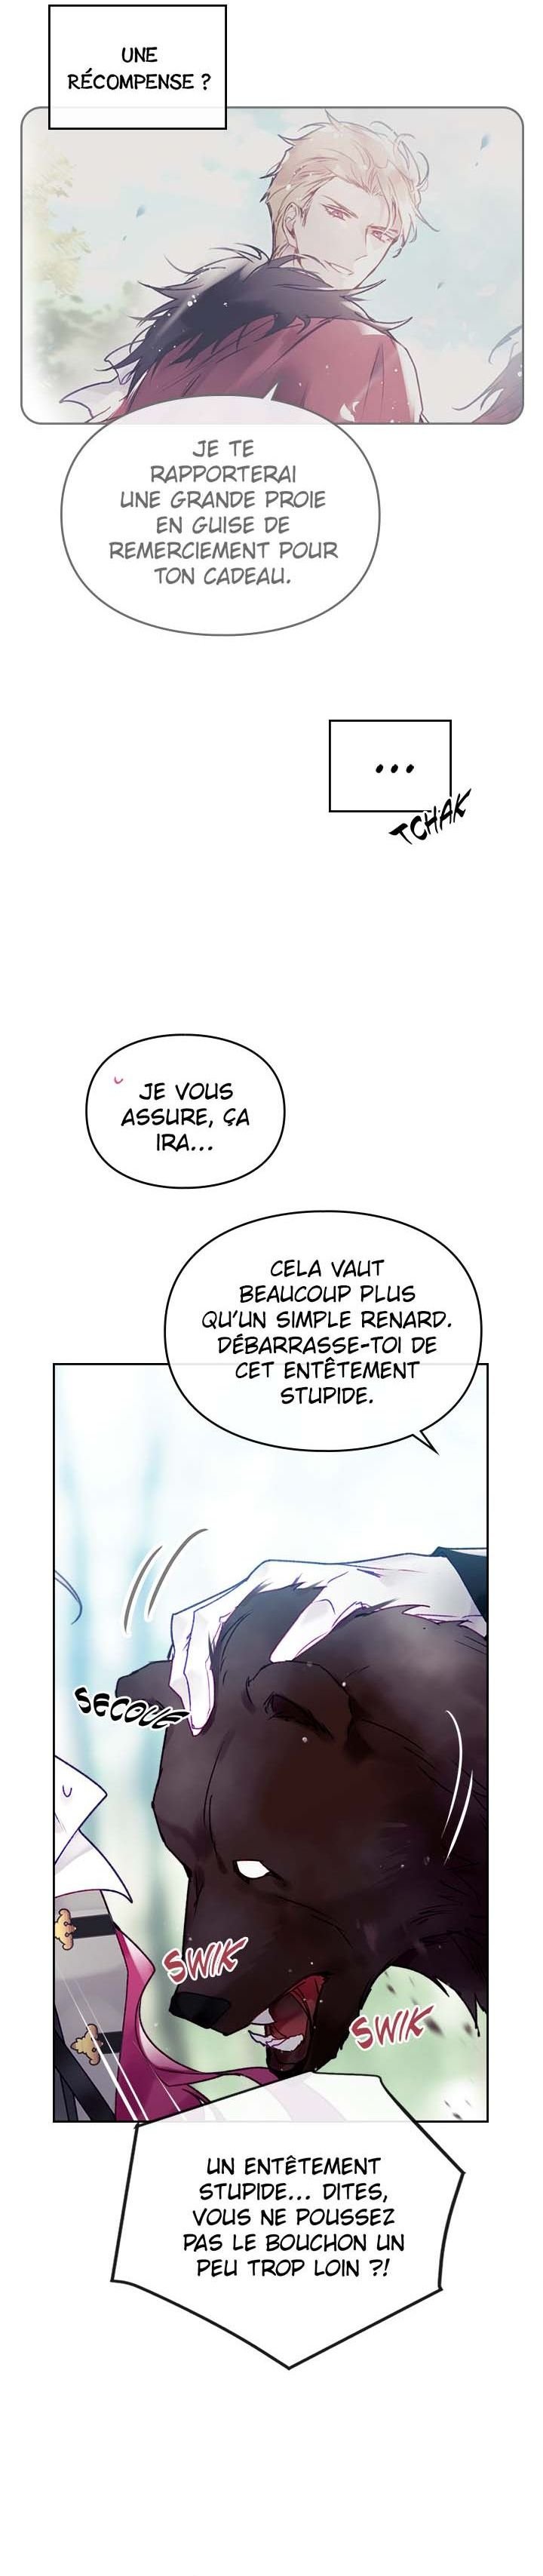 UNE
RÉCOMPENSE ?
JE TE
RAPPORTERAI
UNE GRANDE PROIE
EN GUISE DE
REMERCIEMENT POUR
TON CADEAU.
...
TCHAK
JE VOUS
ASSURE, ÇA
IRA...
CELA VAUT
BEAUCOUP PLUS
QU'UN SIMPLE RENARD.
DÉBARRASSE-TOI DE
CET ENTÊTEMENT
STUPIDE.
SECOUE
SWIK
SWIK
UN ENTÊTEMENT
STUPIDE... DITES,
VOUS NE POUSSEZ
PAS LE BOUCHON UN
PEU TROP LOIN ?!